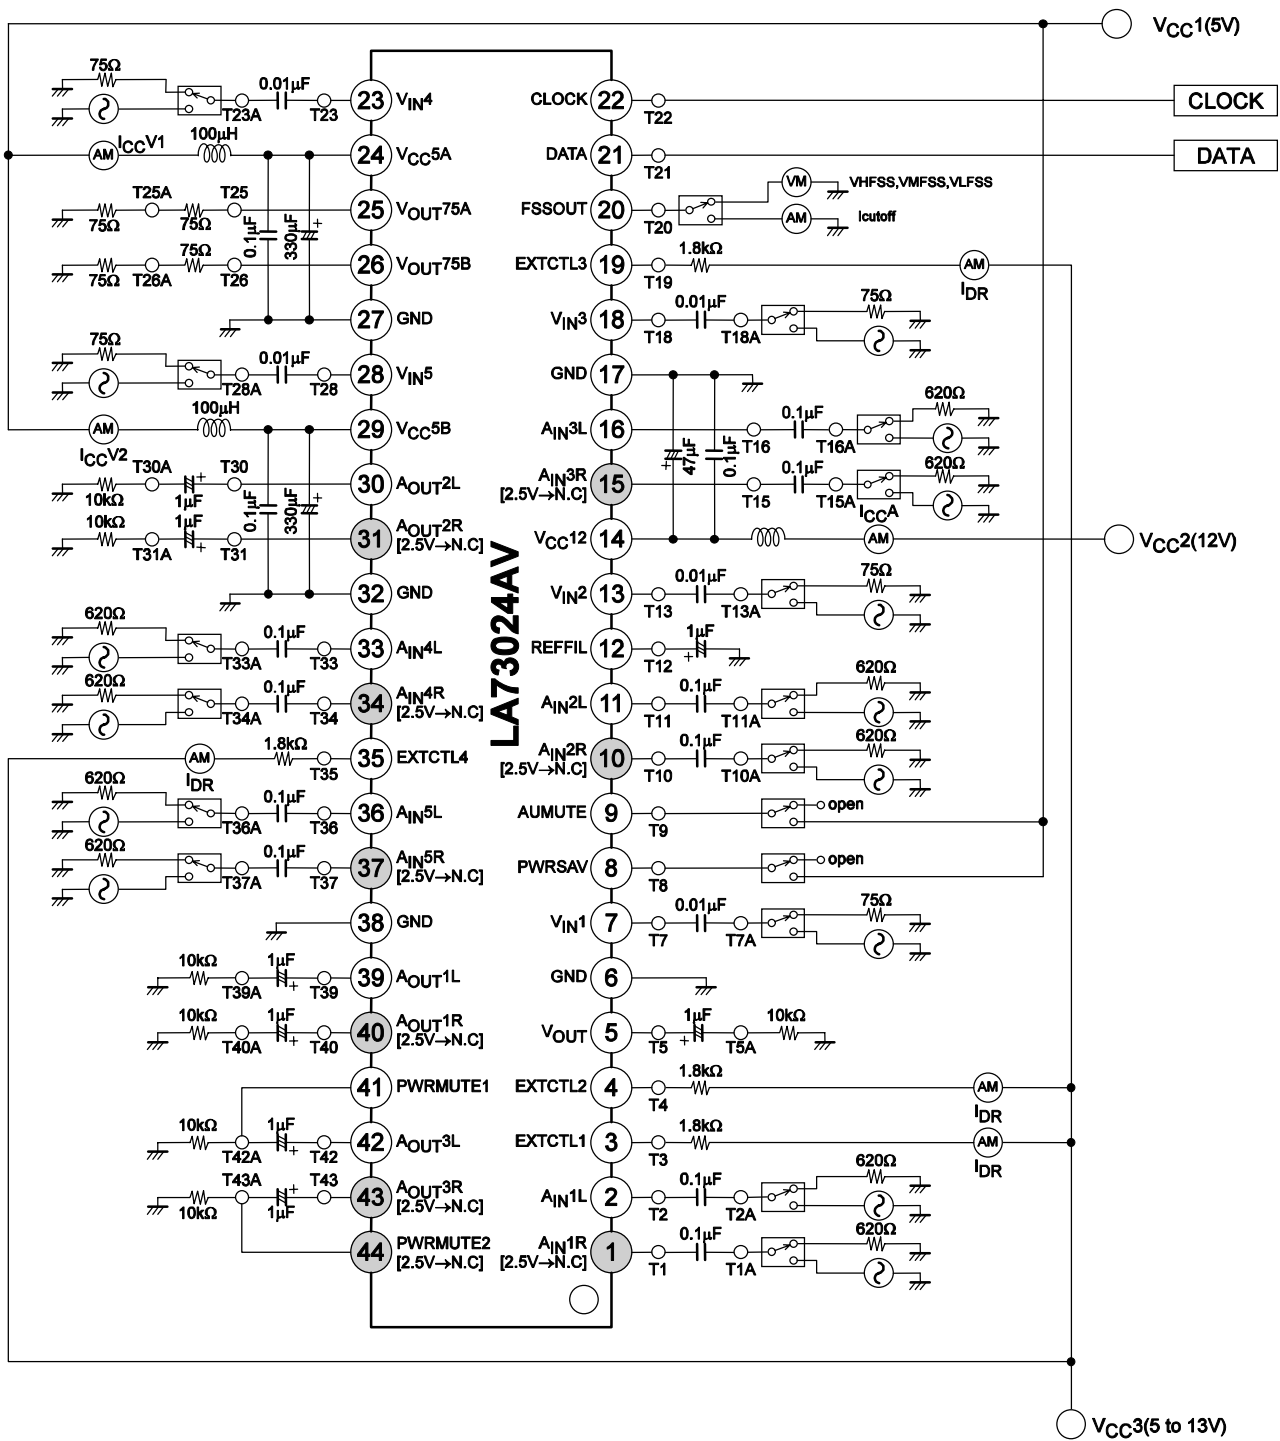 VCC1(5V)
75Ω
0.01µF
T23A
T23
23
VIN4
CLOCK
22
T22
CLOCK
AM
ICCV1
100µH
24
VCC5A
DATA
21
T21
DATA
T25A
T25
75Ω
75Ω
25
VOUT75A
FSSOUT
20
T20
VM
VHFSS,VMFSS,VLFSS
AM
Icutoff
0.1µF
330µF
+
75Ω
75Ω
T26A
T26
26
VOUT75B
EXTCTL3
19
T19
1.8kΩ
AM
IDR
27
GND
VIN3
18
T18
0.01µF
T18A
75Ω
75Ω
0.01µF
T28A
T28
28
VIN5
GND
17
AM
ICCV2
100µH
29
VCC5B
AIN3L
16
T16
0.1µF
T16A
620Ω
47µF
+
0.1µF
T30A
T30
10kΩ
1µF
+
30
AOUT2L
AIN3R
[2.5V→N.C]
15
T15
0.1µF
T15A
620Ω
0.1µF
330µF
+
10kΩ
1µF
+
T31A
T31
31
AOUT2R
[2.5V→N.C]
VCC12
14
ICCA
AM
VCC2(12V)
32
GND
VIN2
13
T13
0.01µF
T13A
75Ω
620Ω
0.1µF
T33A
T33
33
AIN4L
REFFIL
12
T12
1µF
+
620Ω
0.1µF
T34A
T34
34
AIN4R
[2.5V→N.C]
AIN2L
11
T11
0.1µF
T11A
620Ω
AM
IDR
1.8kΩ
T35
35
EXTCTL4
AIN2R
[2.5V→N.C]
10
T10
0.1µF
T10A
620Ω
620Ω
0.1µF
T36A
T36
36
AIN5L
AUMUTE
9
T9
open
620Ω
0.1µF
T37A
T37
37
AIN5R
[2.5V→N.C]
PWRSAV
8
T8
open
38
GND
VIN1
7
T7
0.01µF
T7A
75Ω
10kΩ
1µF
+
T39A
T39
39
AOUT1L
GND
6
10kΩ
1µF
+
T40A
T40
40
AOUT1R
[2.5V→N.C]
VOUT
5
T5
1µF
+
T5A
10kΩ
41
PWRMUTE1
EXTCTL2
4
T4
1.8kΩ
AM
IDR
10kΩ
1µF
+
T42A
T42
42
AOUT3L
EXTCTL1
3
T3
1.8kΩ
AM
IDR
T43A
T43
10kΩ
1µF
+
43
AOUT3R
[2.5V→N.C]
AIN1L
2
T2
0.1µF
T2A
620Ω
44
PWRMUTE2
[2.5V→N.C]
AIN1R
[2.5V→N.C]
1
T1
0.1µF
T1A
620Ω
LA73024AV
VCC3(5 to 13V)